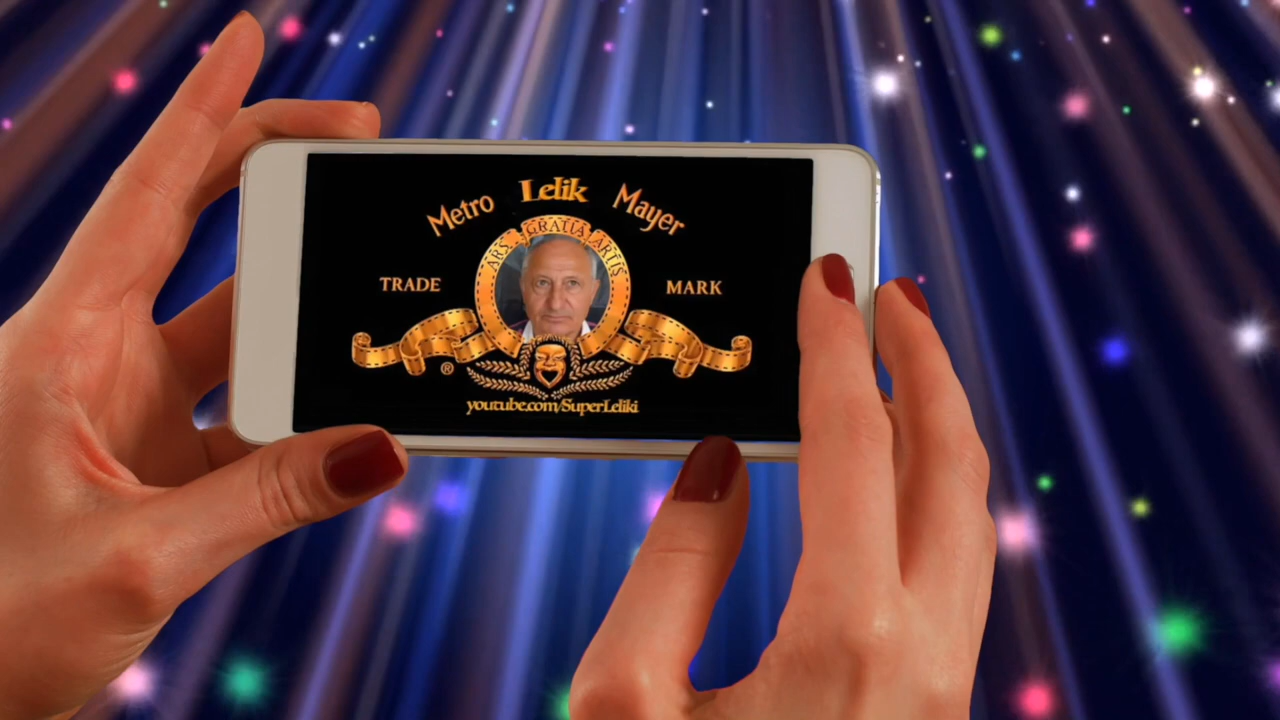 Metro Lelik Mayer
ARS GRATIA ARTIS
TRADE MARK
®
youtube.com/SuperLeliki